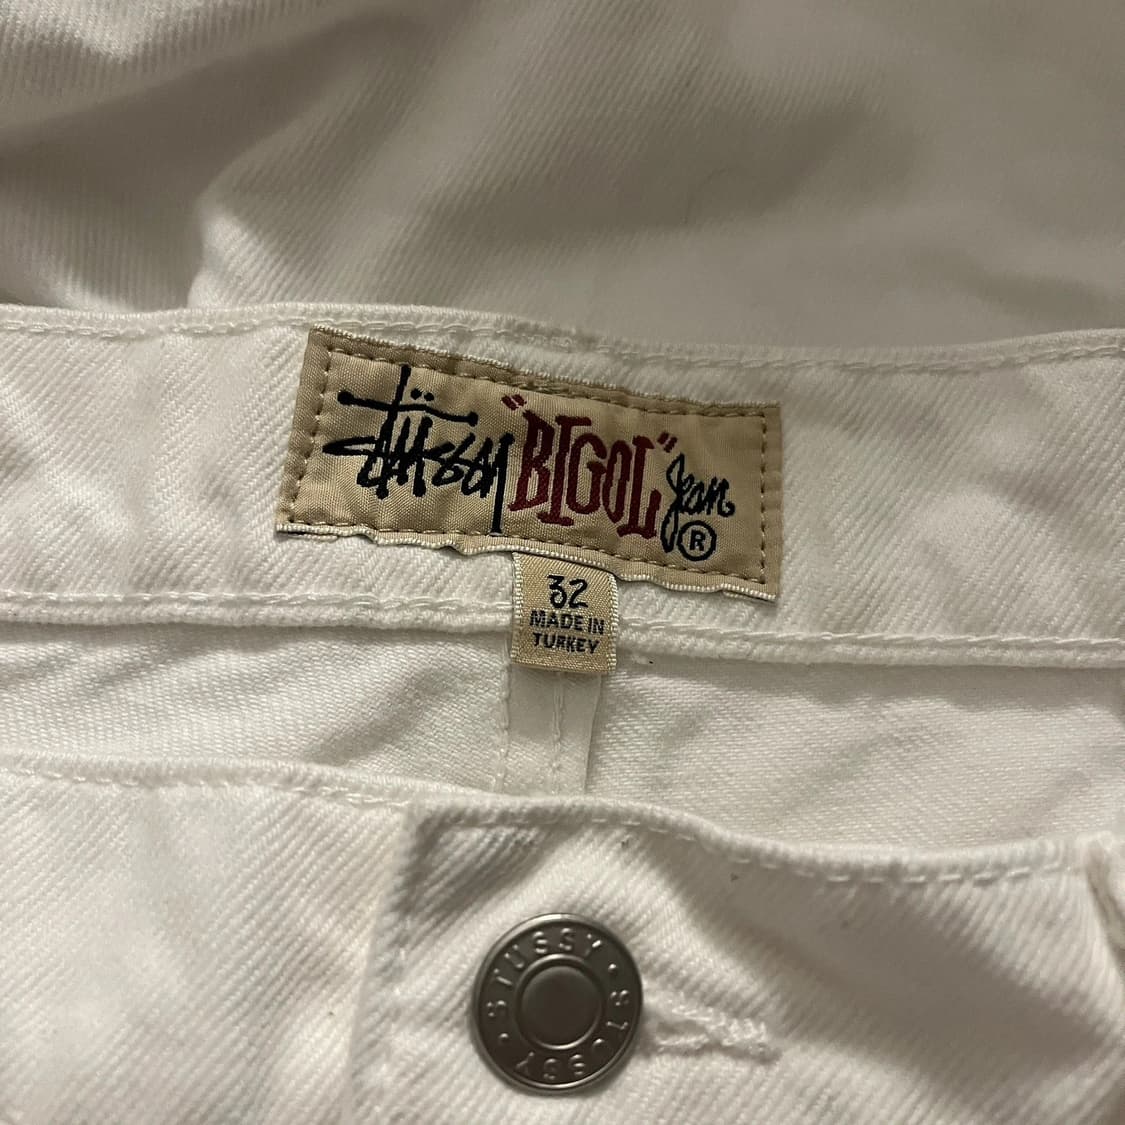 Stüssy "BIGOL" Jean ®
32
MADE IN
TURKEY
STUSSY · STUSSY ·